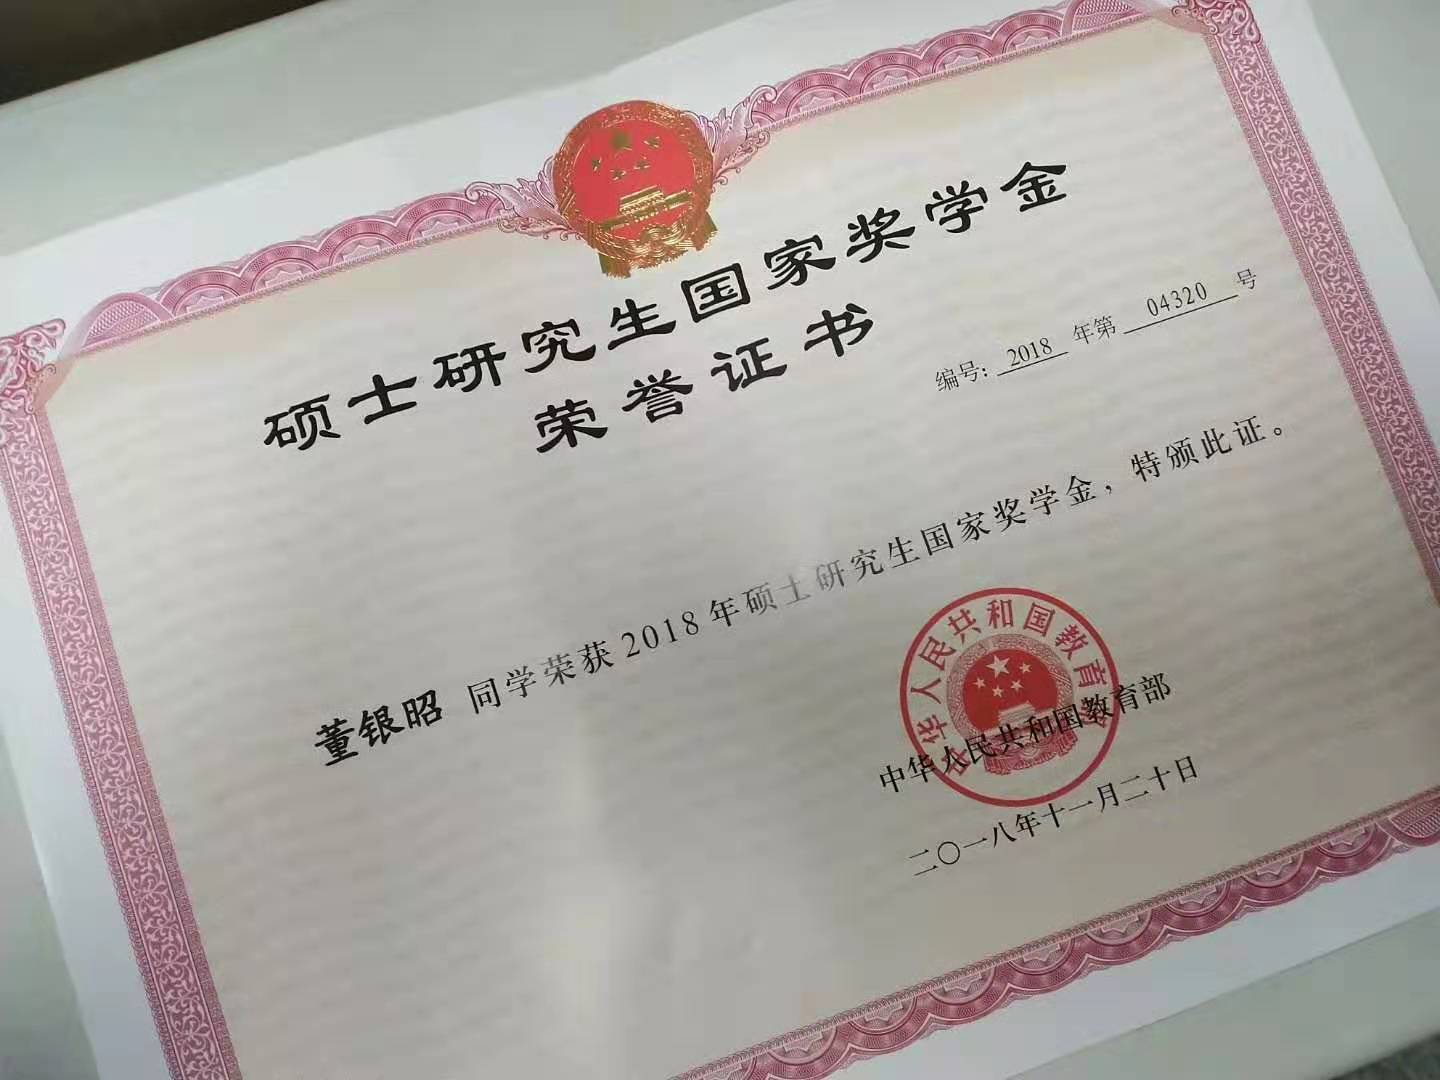 硕士研究生国家奖学金
荣誉证书
编号: 2018 年第 04320 号
董银昭 同学荣获2018年硕士研究生国家奖学金，特颁此证。
中华人民共和国教育部
中华人民共和国教育部
二〇一八年十一月二十日